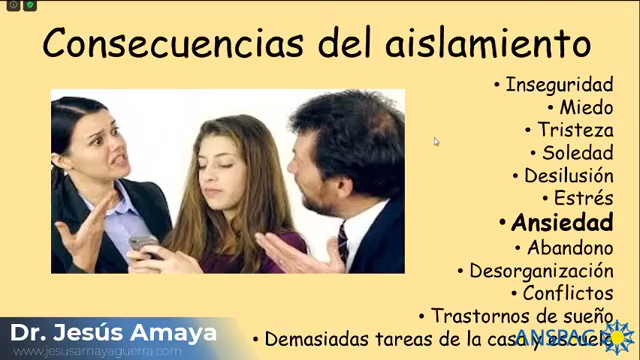 Consecuencias del aislamiento
• Inseguridad
• Miedo
• Tristeza
• Soledad
• Desilusión
• Estrés
• Ansiedad
• Abandono
• Desorganización
• Conflictos
• Trastornos de sueño
• Demasiadas tareas de la casa y escuela
ANSPAC
Dr. Jesús Amaya
www.jesusamayaguerra.com